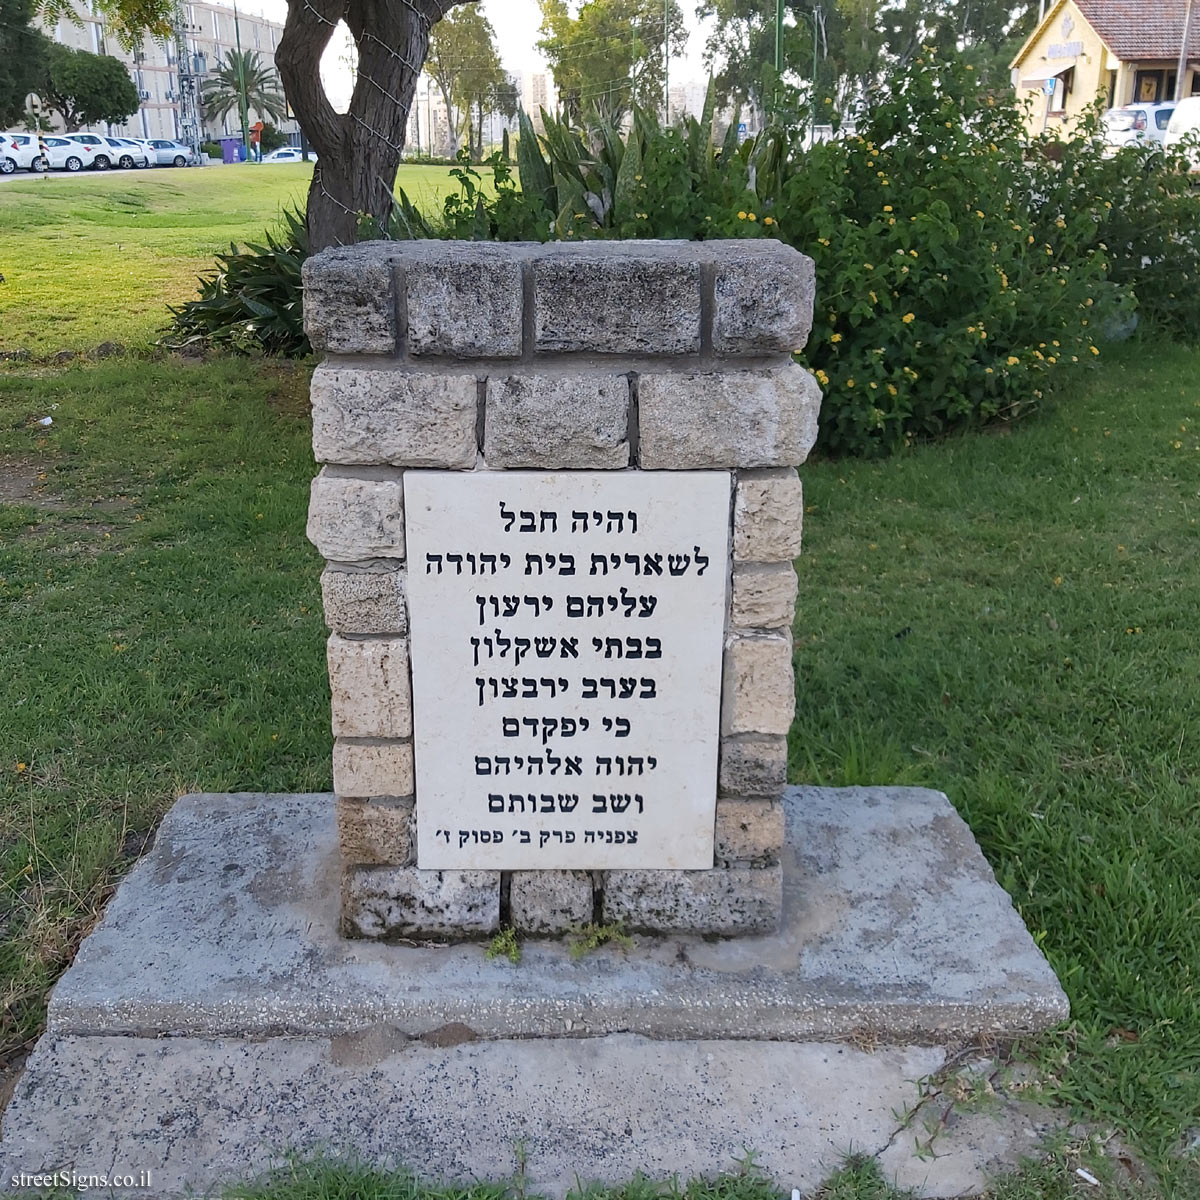 והיה חבל
לשארית בית יהודה
עליהם ירעון
בבתי אשקלון
בערב ירבצון
כי יפקדם
יהוה אלהיהם
ושב שבותם
צפניה פרק ב׳ פסוק ז׳
streetSigns.co.il